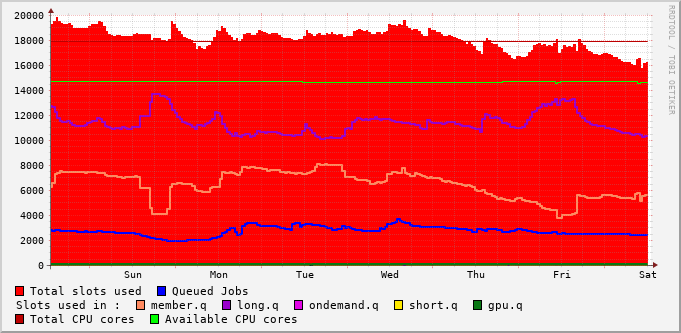 20000
18000
16000
14000
12000
10000
8000
6000
4000
2000
0
Sun Mon Tue Wed Thu Fri Sat
RRDTOOL / TOBI OETIKER
Total slots used Queued Jobs
Slots used in : member.q long.q ondemand.q short.q gpu.q
Total CPU cores Available CPU cores